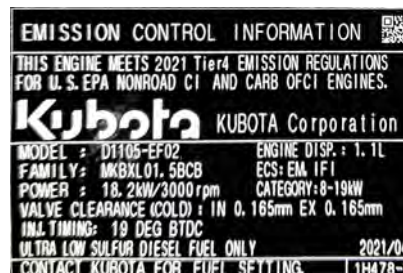 EMISSION CONTROL INFORMATION
THIS ENGINE MEETS 2021 Tier4 EMISSION REGULATIONS
FOR U.S. EPA NONROAD CI AND CARB OFCI ENGINES.
Kubota KUBOTA Corporation
MODEL : D1105-EF02 ENGINE DISP.: 1.1L
FAMILY: MKBXL01.5BCB ECS: EM, IFI
POWER : 18.2kW/3000rpm CATEGORY:8-19kW
VALVE CLEARANCE (COLD) : IN 0.165mm EX 0.165mm
INJ. TIMING: 19 DEG BTDC
ULTRA LOW SULFUR DIESEL FUEL ONLY 2021/0
CONTACT KUBOTA FOR FUEL SETTING. 1H478-